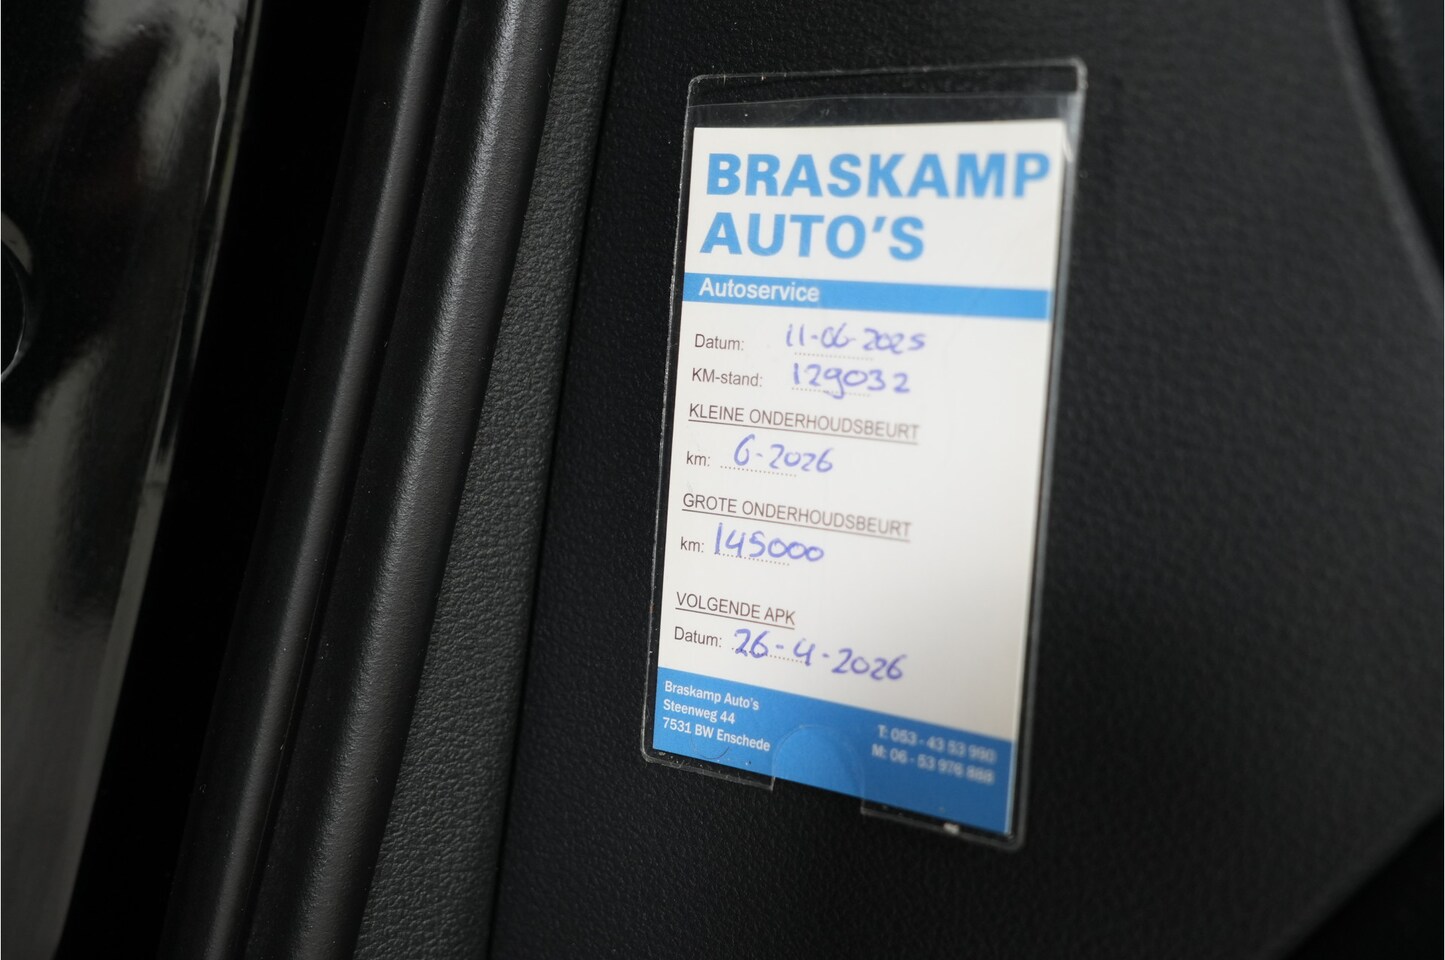 BRASKAMP
AUTO'S
Autoservice
Datum: 11-06-2025
KM-stand: 129032
KLEINE ONDERHOUDSBEURT
km: 6-2026
GROTE ONDERHOUDSBEURT
km: 145000
VOLGENDE APK
Datum: 26-4-2026
Braskamp Auto's
Steenweg 44
7531 BW Enschede
T: 053 - 43 53 990
M: 06 - 53 976 888